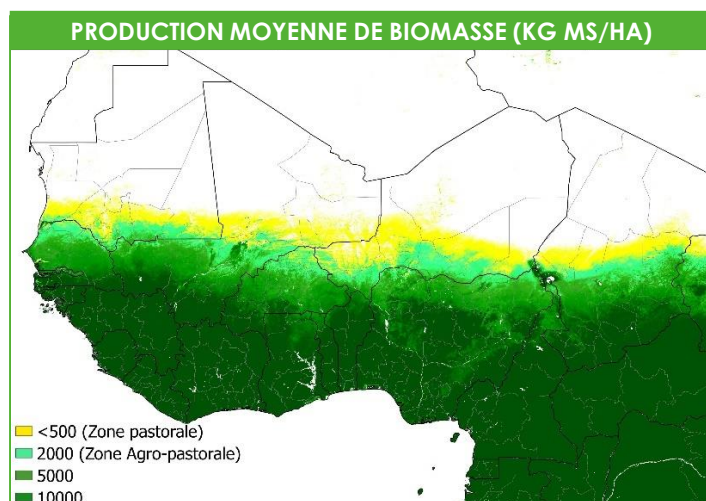 PRODUCTION MOYENNE DE BIOMASSE (KG MS/HA)
<500 (Zone pastorale)
2000 (Zone Agro-pastorale)
5000
10000